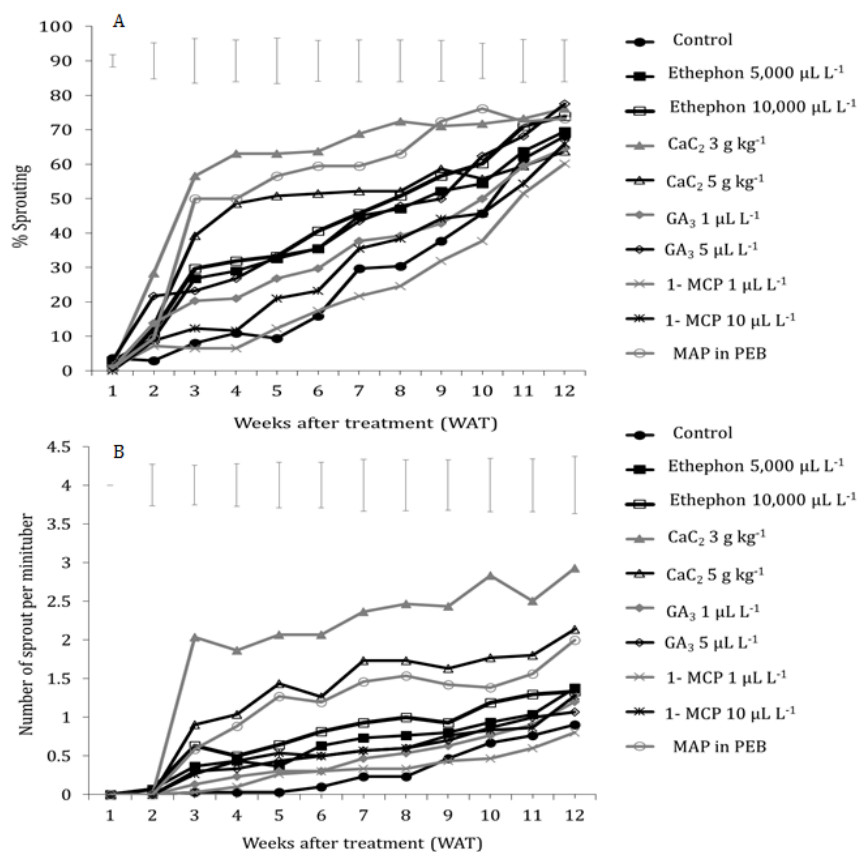 A
% Sprouting
100
90
80
70
60
50
40
30
20
10
0
1 2 3 4 5 6 7 8 9 10 11 12
Weeks after treatment (WAT)
Control
Ethephon 5,000 μL L⁻¹
Ethephon 10,000 μL L⁻¹
CaC₂ 3 g kg⁻¹
CaC₂ 5 g kg⁻¹
GA₃ 1 μL L⁻¹
GA₃ 5 μL L⁻¹
1- MCP 1 μL L⁻¹
1- MCP 10 μL L⁻¹
MAP in PEB
B
Number of sprout per minituber
4.5
4
3.5
3
2.5
2
1.5
1
0.5
0
1 2 3 4 5 6 7 8 9 10 11 12
Weeks after treatment (WAT)
Control
Ethephon 5,000 μL L⁻¹
Ethephon 10,000 μL L⁻¹
CaC₂ 3 g kg⁻¹
CaC₂ 5 g kg⁻¹
GA₃ 1 μL L⁻¹
GA₃ 5 μL L⁻¹
1- MCP 1 μL L⁻¹
1- MCP 10 μL L⁻¹
MAP in PEB